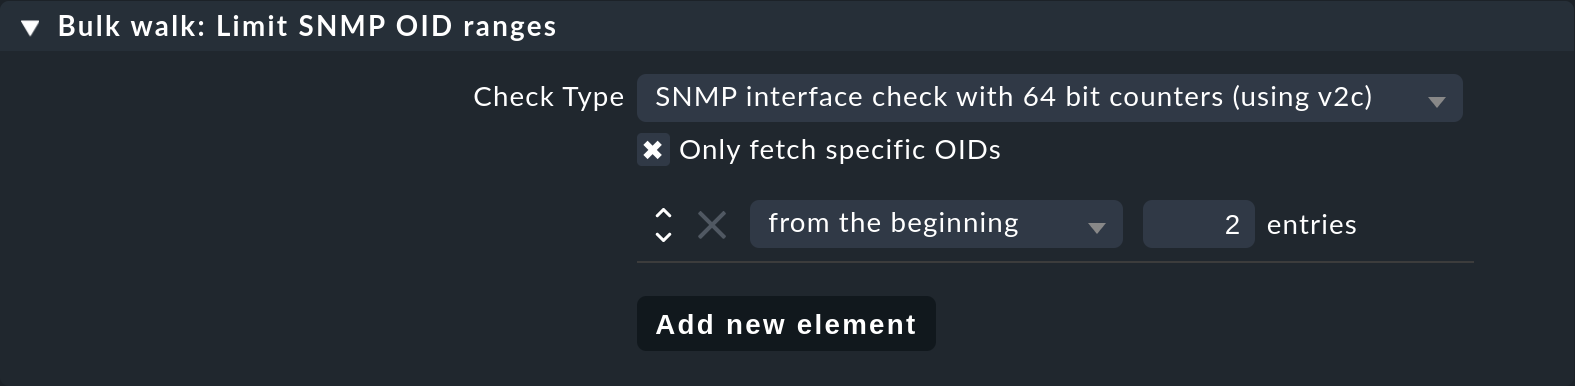 Bulk walk: Limit SNMP OID ranges
Check Type SNMP interface check with 64 bit counters (using v2c)
Only fetch specific OIDs
from the beginning 2 entries
Add new element